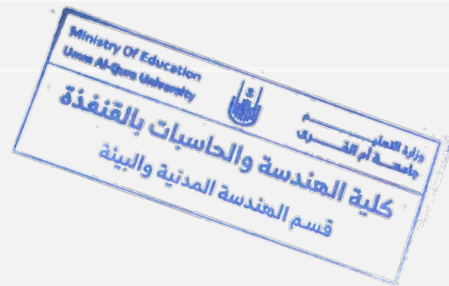 Ministry Of Education
Umm Al-Qura University
وزارة التعليم
جامعة أم القرى
كلية الهندسة والحاسبات بالقنفذة
قسم الهندسة المدنية والبيئة